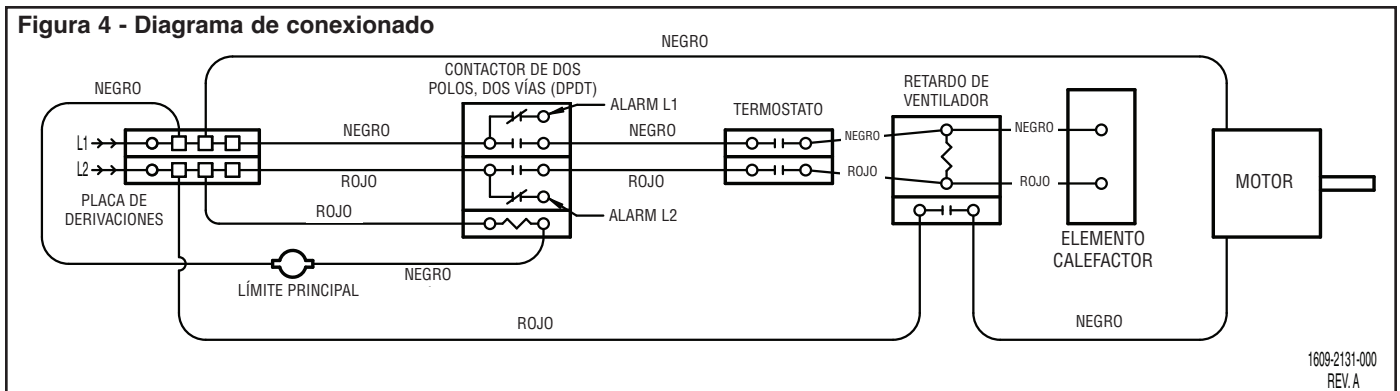 Figura 4 - Diagrama de conexionado
NEGRO
NEGRO
CONTACTOR DE DOS
POLOS, DOS VÍAS (DPDT)
ALARM L1
TERMOSTATO
RETARDO DE
VENTILADOR
L1
NEGRO
NEGRO
NEGRO
NEGRO
L2
ROJO
ROJO
ROJO
ROJO
MOTOR
PLACA DE
DERIVACIONES
ROJO
ALARM L2
ELEMENTO
CALEFACTOR
LÍMITE PRINCIPAL
NEGRO
ROJO
NEGRO
1609-2131-000
REV. A